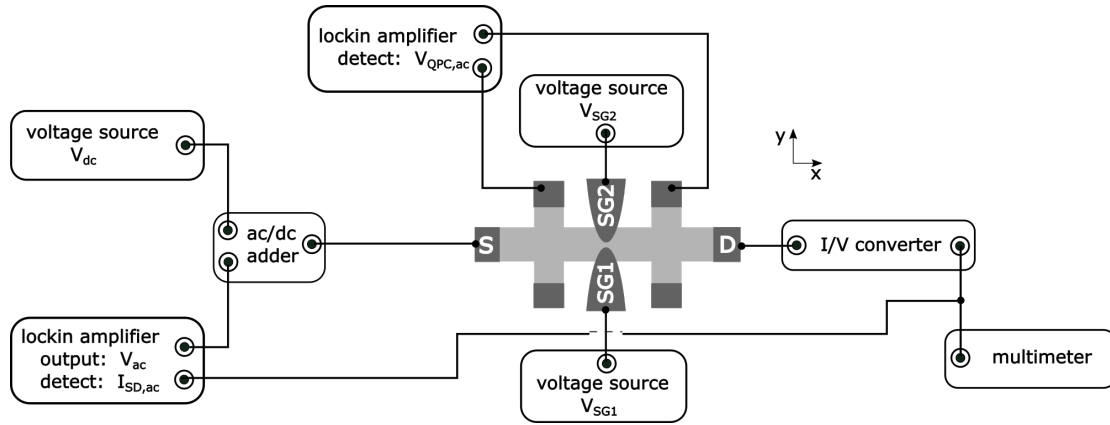 lockin amplifier
detect: V_QPC,ac
voltage source
V_SG2
voltage source
V_dc
y
x
ac/dc
adder
S
SG2
SG1
D
I/V converter
lockin amplifier
output: V_ac
detect: I_SD,ac
voltage source
V_SG1
multimeter